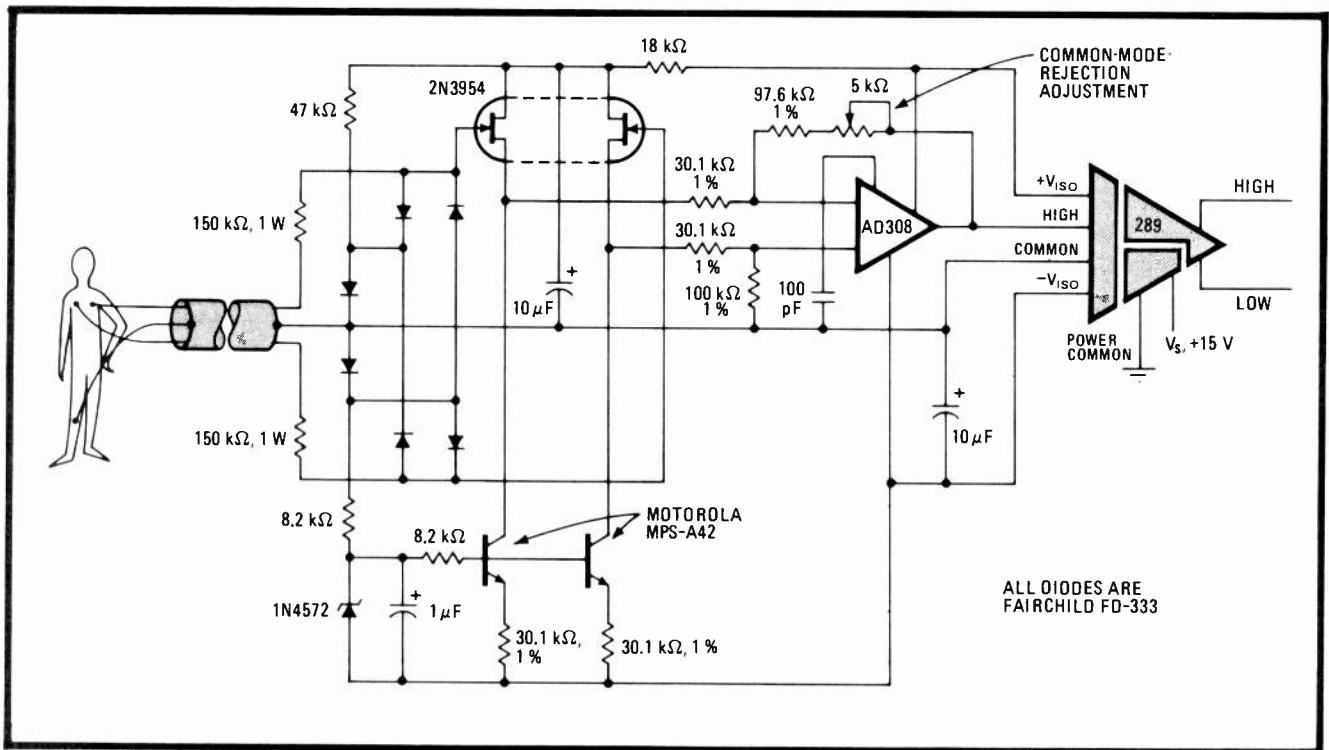 18 kΩ
COMMON-MODE-
REJECTION
ADJUSTMENT
2N3954
47 kΩ
97.6 kΩ
1%
5 kΩ
30.1 kΩ
1%
150 kΩ, 1 W
+VISO
HIGH
HIGH
AD308
289
30.1 kΩ
1%
COMMON
-VISO
10 μF
+
100 kΩ
1%
100
pF
LOW
POWER
COMMON
VS, +15 V
150 kΩ, 1 W
+
10 μF
8.2 kΩ
MOTOROLA
MPS-A42
8.2 kΩ
1N4572
+
1 μF
ALL DIODES ARE
FAIRCHILD FD-333
30.1 kΩ,
1%
30.1 kΩ, 1%